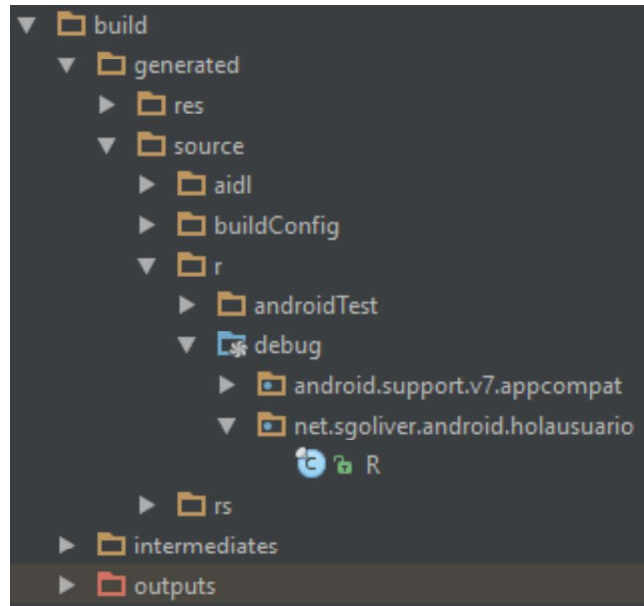 build
generated
res
source
aidl
buildConfig
r
androidTest
debug
android.support.v7.appcompat
net.sgoliver.android.holausuario
R
rs
intermediates
outputs